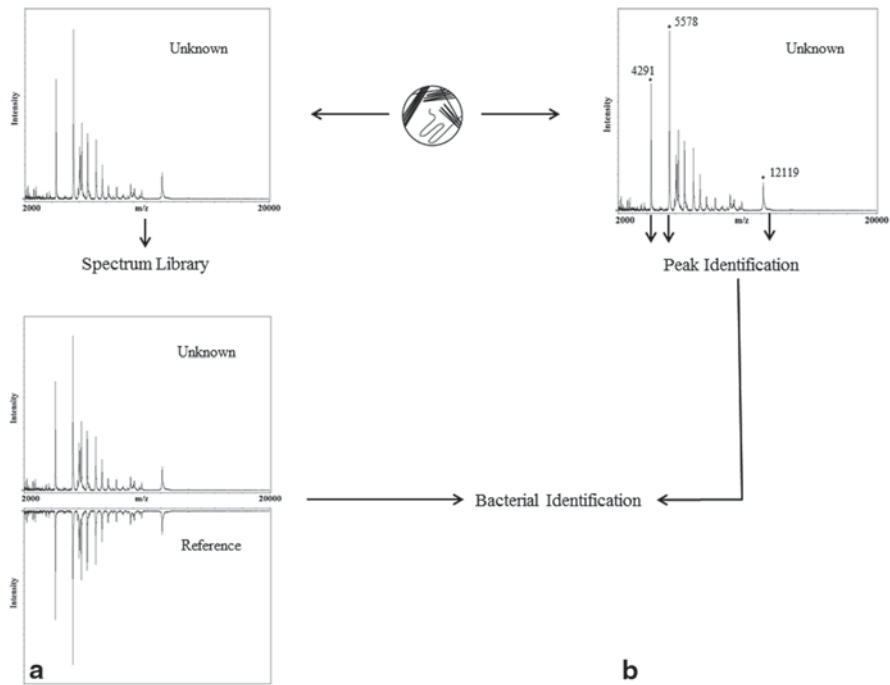 Unknown
Intensity
2000 m/z 20000
Spectrum Library
Unknown
Intensity
2000 m/z 20000
Reference
Intensity
a
5578
4291
Unknown
12119
Intensity
2000 m/z 20000
Peak Identification
Bacterial Identification
b